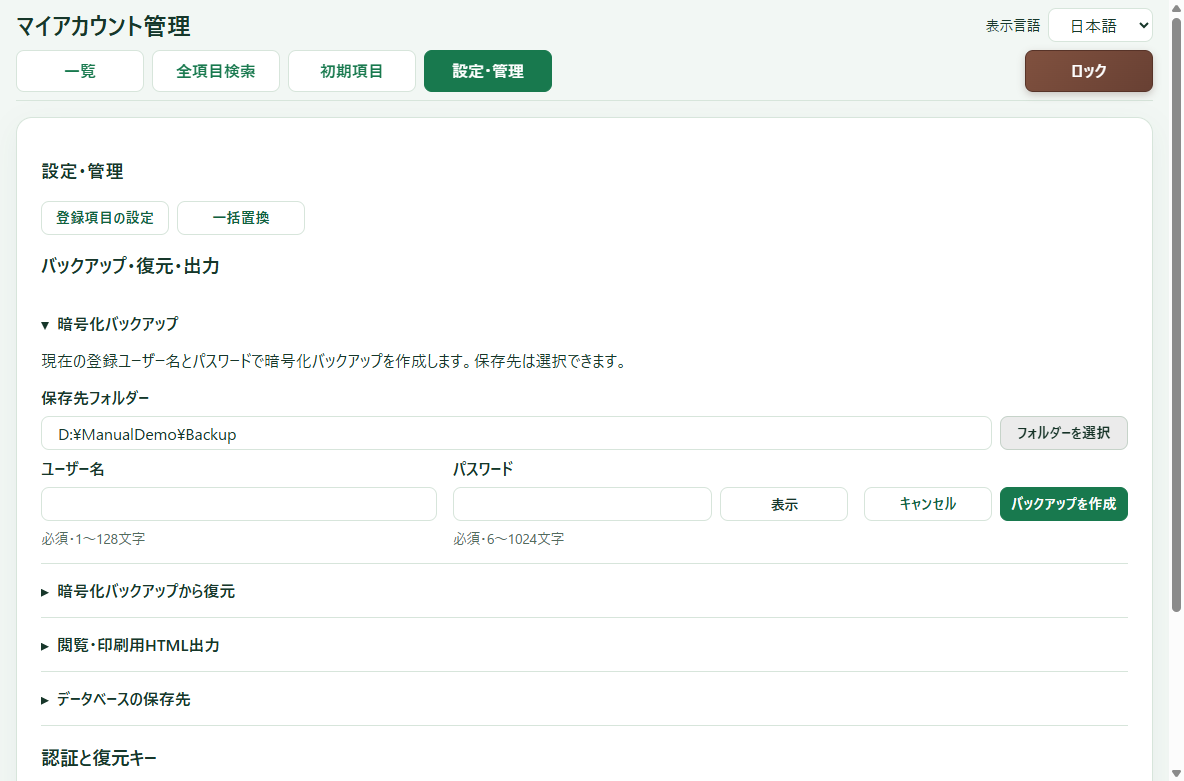 マイアカウント管理
表示言語 日本語
一覧 全項目検索 初期項目 設定・管理 ロック
設定・管理
登録項目の設定 一括置換
バックアップ・復元・出力
▼ 暗号化バックアップ
現在の登録ユーザー名とパスワードで暗号化バックアップを作成します。保存先は選択できます。
保存先フォルダー
D:¥ManualDemo¥Backup フォルダーを選択
ユーザー名 パスワード
表示 キャンセル バックアップを作成
必須・1～128文字 必須・6～1024文字
▶ 暗号化バックアップから復元
▶ 閲覧・印刷用HTML出力
▶ データベースの保存先
認証と復元キー